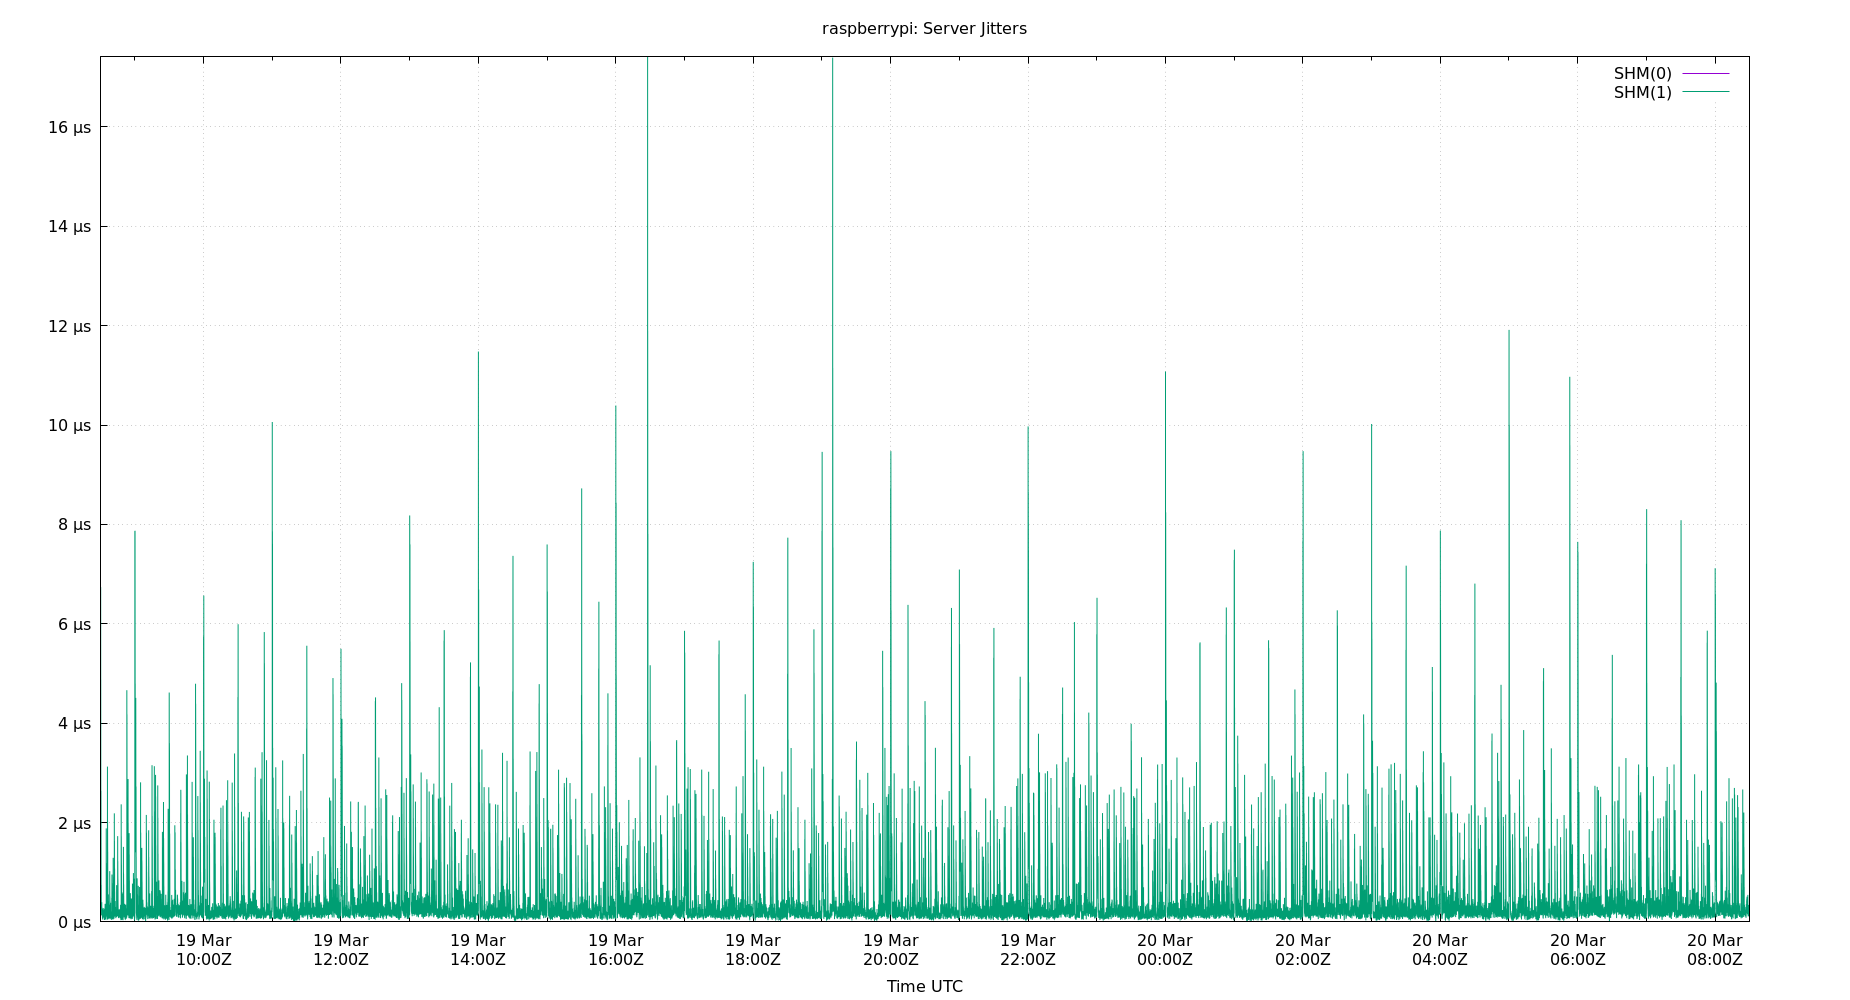 raspberrypi: Server Jitters
SHM(0)
SHM(1)
16 µs
14 µs
12 µs
10 µs
8 µs
6 µs
4 µs
2 µs
0 µs
19 Mar 19 Mar 19 Mar 19 Mar 19 Mar 19 Mar 19 Mar 20 Mar 20 Mar 20 Mar 20 Mar 20 Mar
10:00Z 12:00Z 14:00Z 16:00Z 18:00Z 20:00Z 22:00Z 00:00Z 02:00Z 04:00Z 06:00Z 08:00Z
Time UTC